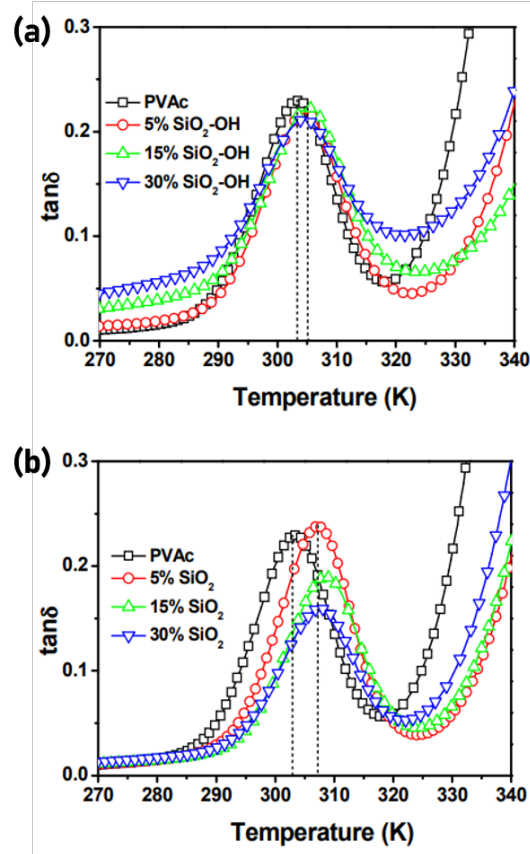 (a)
0.3
0.2
0.1
0.0
tanδ
PVAc
5% SiO₂-OH
15% SiO₂-OH
30% SiO₂-OH
270 280 290 300 310 320 330 340
Temperature (K)
(b)
0.3
0.2
0.1
0.0
tanδ
PVAc
5% SiO₂
15% SiO₂
30% SiO₂
270 280 290 300 310 320 330 340
Temperature (K)